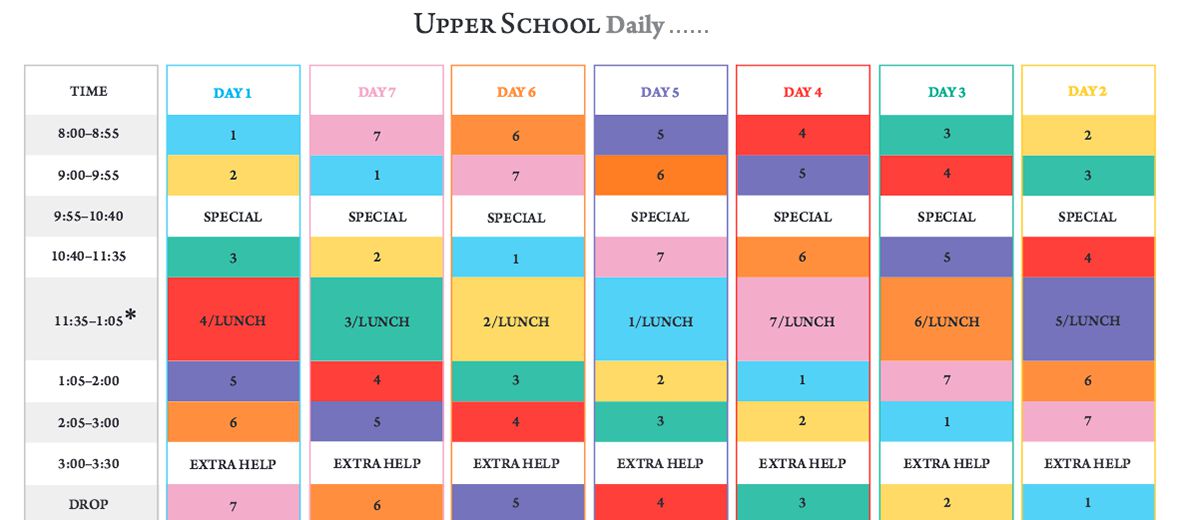 UPPER SCHOOL Daily ......
TIME DAY 1 DAY 7 DAY 6 DAY 5 DAY 4 DAY 3 DAY 2
8:00–8:55 1 7 6 5 4 3 2
9:00–9:55 2 1 7 6 5 4 3
9:55–10:40 SPECIAL SPECIAL SPECIAL SPECIAL SPECIAL SPECIAL SPECIAL
10:40–11:35 3 2 1 7 6 5 4
11:35–1:05* 4/LUNCH 3/LUNCH 2/LUNCH 1/LUNCH 7/LUNCH 6/LUNCH 5/LUNCH
1:05–2:00 5 4 3 2 1 7 6
2:05–3:00 6 5 4 3 2 1 7
3:00–3:30 EXTRA HELP EXTRA HELP EXTRA HELP EXTRA HELP EXTRA HELP EXTRA HELP EXTRA HELP
DROP 7 6 5 4 3 2 1